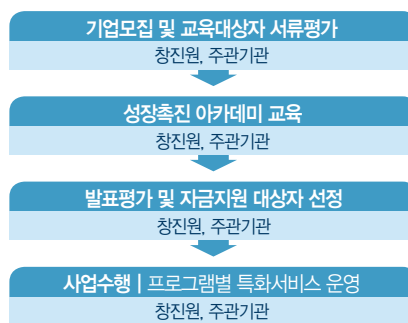 기업모집 및 교육대상자 서류평가
창진원, 주관기관
성장촉진 아카데미 교육
창진원, 주관기관
발표평가 및 자금지원 대상자 선정
창진원, 주관기관
사업수행 | 프로그램별 특화서비스 운영
창진원, 주관기관